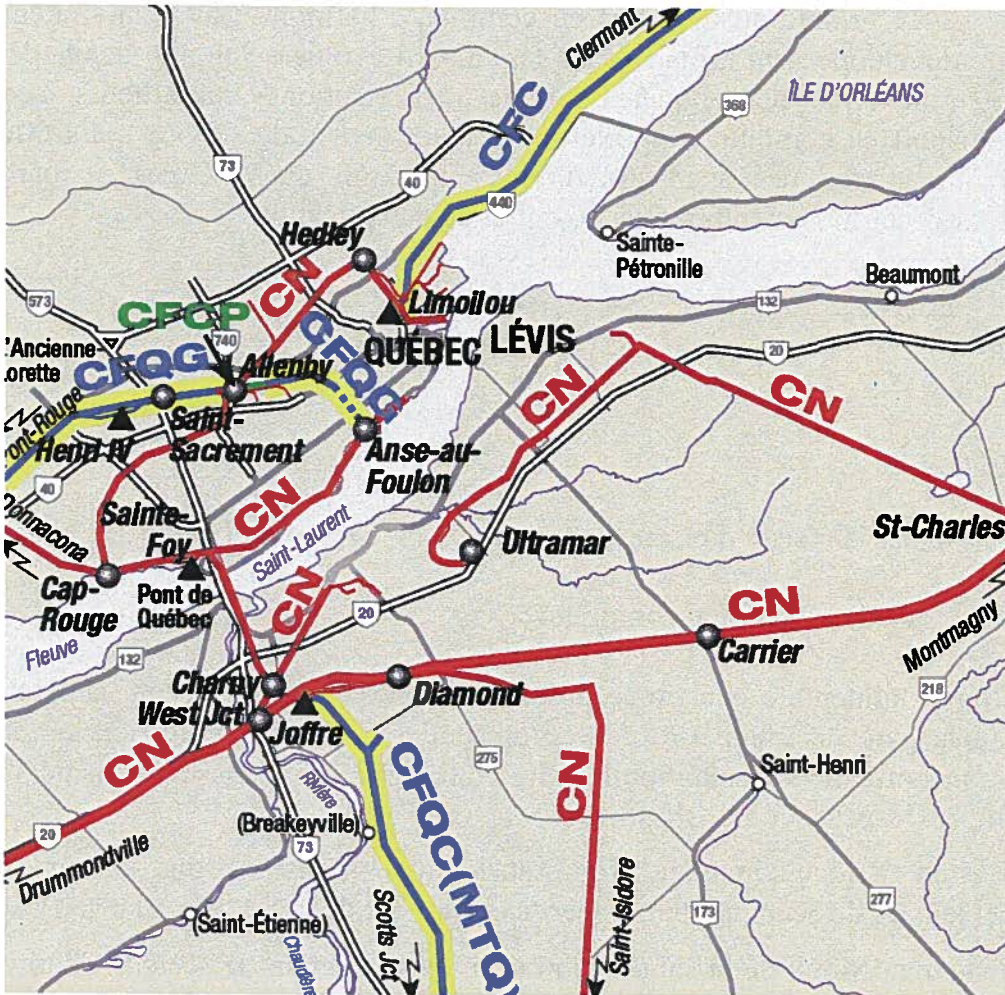 Clermont
ÎLE D'ORLÉANS
CFC
368
73
40
440
Hedley
Sainte-
Pétronille
Beaumont
CN
573
CFCP
Limoilou
132
740
QUÉBEC
LÉVIS
20
L'Ancienne-
Lorette
CFQG
Allenby
CFQG
CN
CN
Pont-Rouge
Henri IV
Saint-
Sacrement
Anse-au-
Foulon
40
Donnacona
Sainte-
Foy
CN
Saint-Laurent
Ultramar
St-Charles
Cap-
Rouge
Pont de
Québec
CN
20
CN
Fleuve
132
Carrier
Montmagny
Charny
Diamond
218
West Jct
Joffre
CN
CFQC(MTQ)
275
CN
Saint-Henri
Rivière
20
(Breakeyville)
73
Drummondville
Scotts Jct
Saint-Isidore
(Saint-Étienne)
Chaudière
173
277